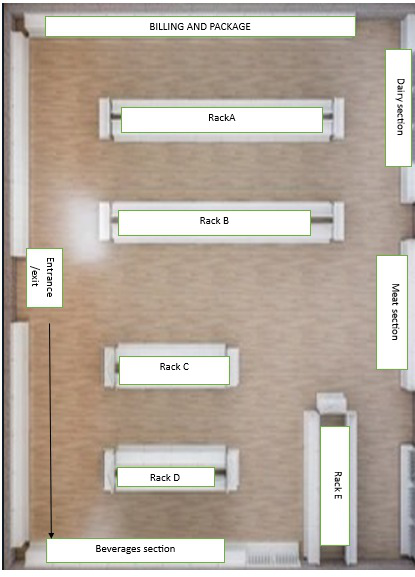 BILLING AND PACKAGE
RackA
Dairy section
Rack B
Entrance
/exit
Meat section
Rack C
Rack D
Rack E
Beverages section